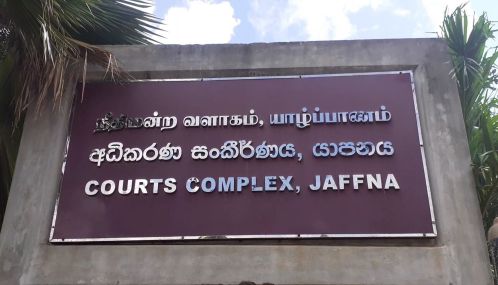 நீதிமன்ற வளாகம், யாழ்ப்பாணம்
අධිකරණ සංකීර්ණය, යාපනය
COURTS COMPLEX, JAFFNA